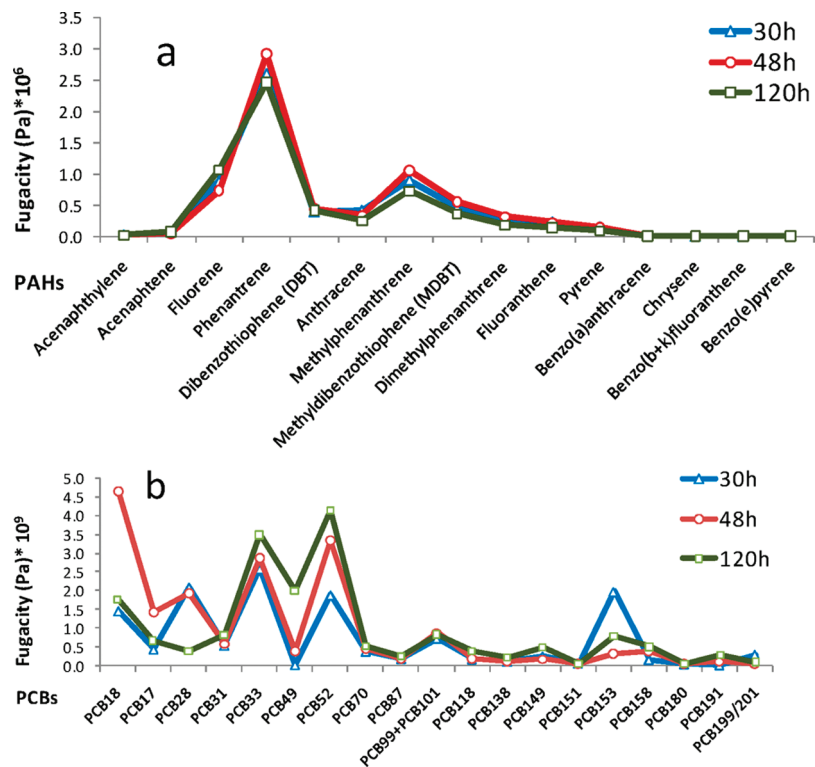 a
3.5
3.0
2.5
2.0
1.5
1.0
0.5
0.0
Fugacity (Pa)*10⁶
30h
48h
120h
PAHs
Acenaphthylene
Acenaphtene
Fluorene
Phenantrene
Dibenzothiophene (DBT)
Anthracene
Methylphenanthrene
Methyldibenzothiophene (MDBT)
Dimethylphenanthrene
Fluoranthene
Pyrene
Benzo(a)anthracene
Chrysene
Benzo(b+k)fluoranthene
Benzo(e)pyrene
b
5.0
4.5
4.0
3.5
3.0
2.5
2.0
1.5
1.0
0.5
0.0
Fugacity (Pa)* 10⁹
30h
48h
120h
PCBs
PCB18
PCB17
PCB28
PCB31
PCB33
PCB49
PCB52
PCB70
PCB87
PCB99+PCB101
PCB118
PCB138
PCB149
PCB151
PCB153
PCB158
PCB180
PCB191
PCB199/201